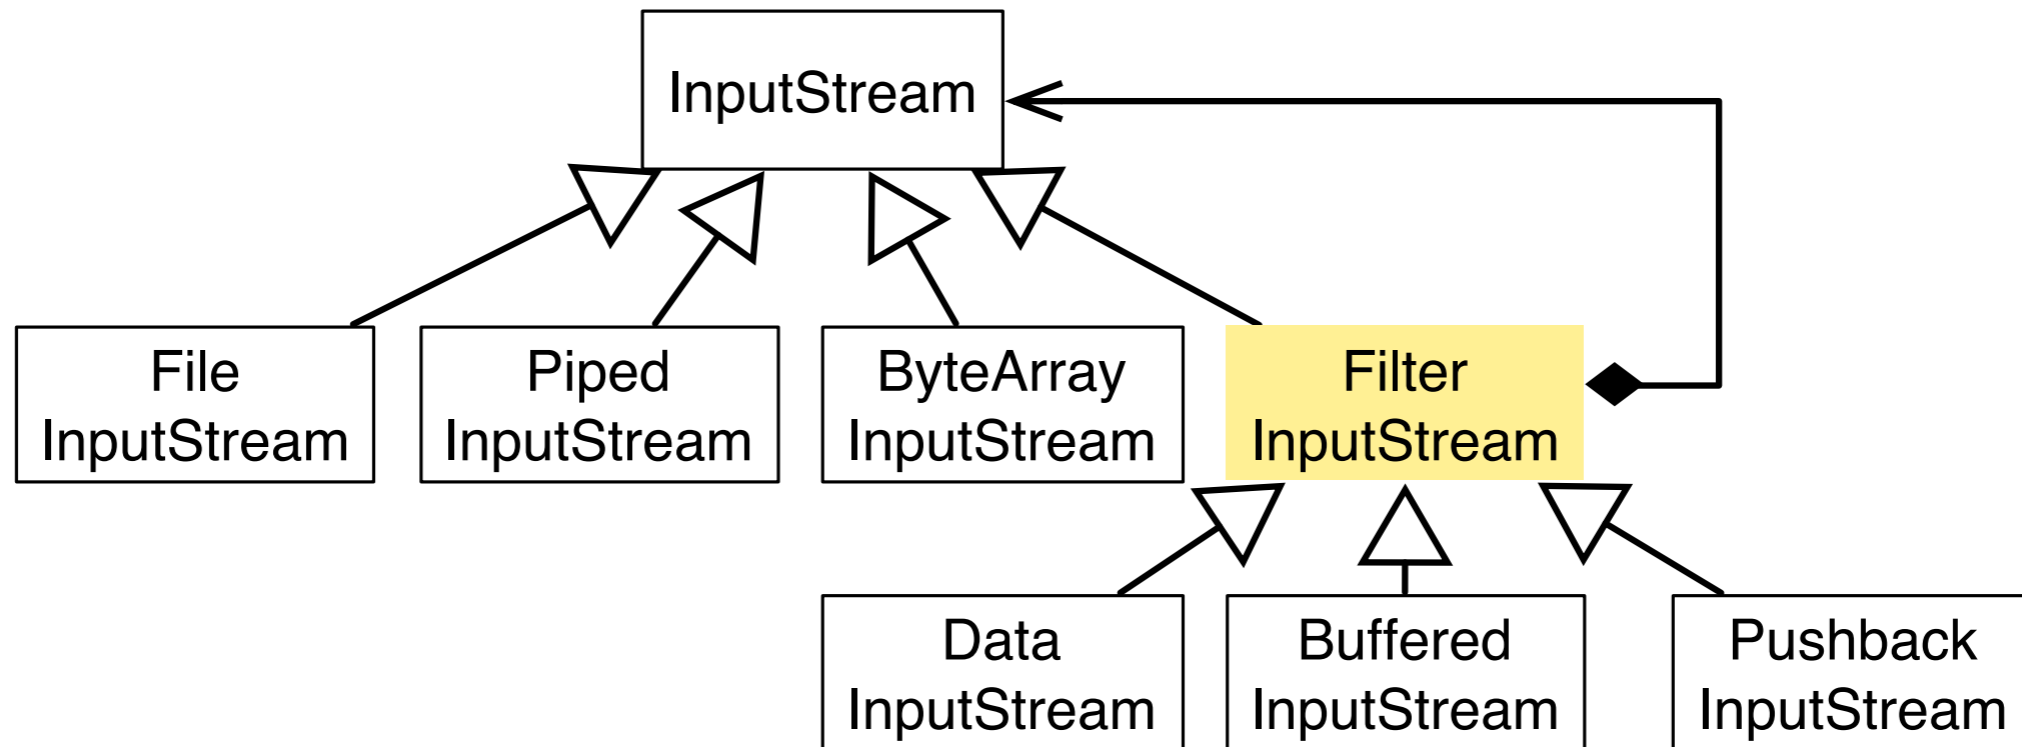 InputStream
File
InputStream
Piped
InputStream
ByteArray
InputStream
Filter
InputStream
Data
InputStream
Buffered
InputStream
Pushback
InputStream